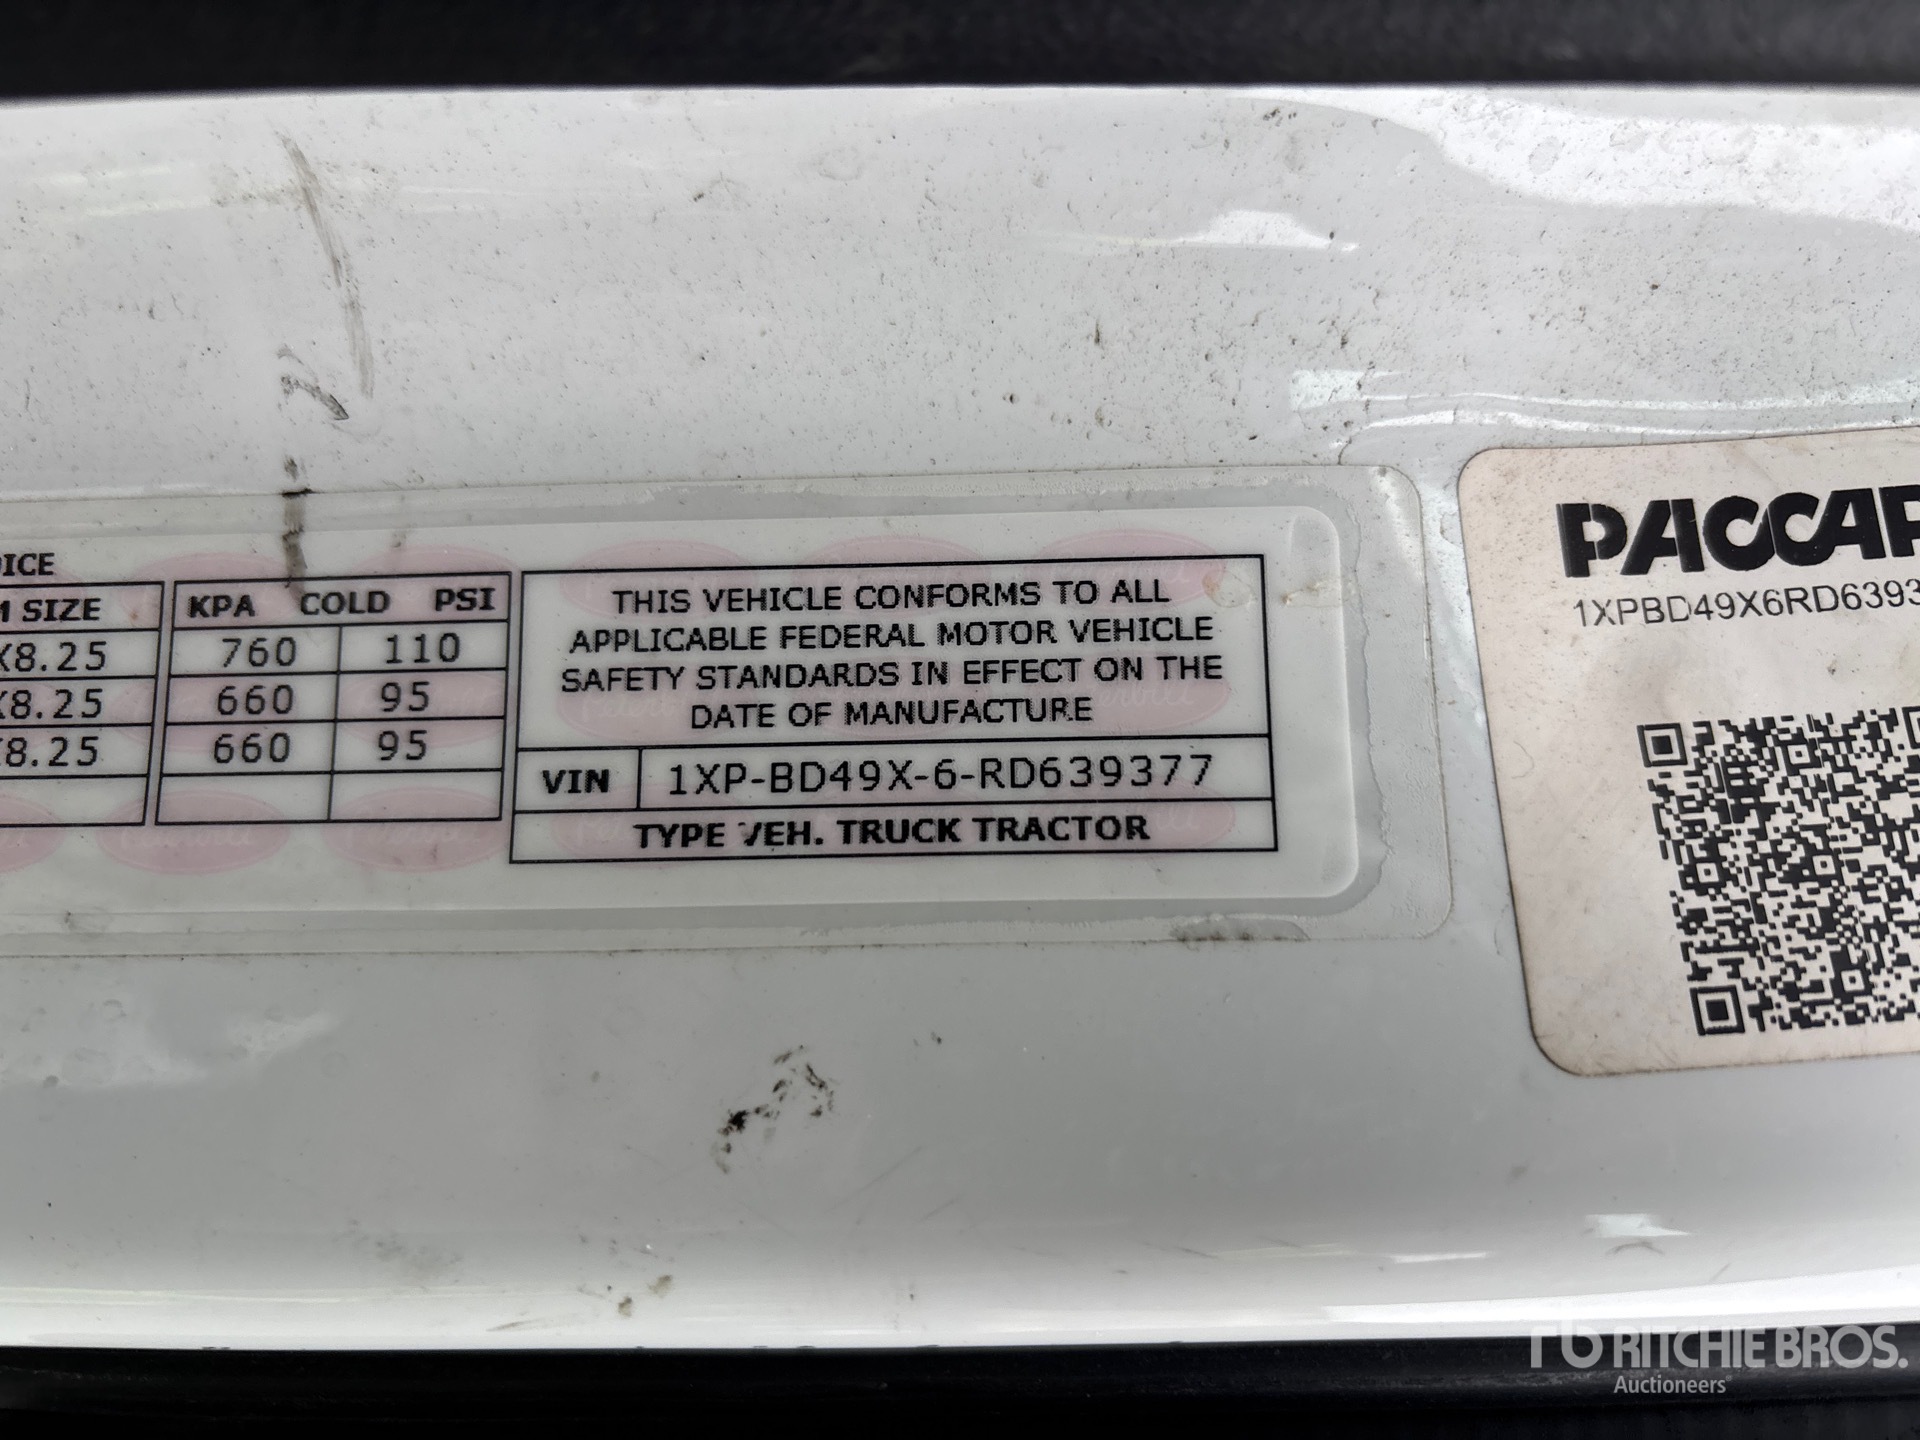 ICE
M SIZE
X8.25
X8.25
X8.25
KPA COLD PSI
760 110
660 95
660 95
THIS VEHICLE CONFORMS TO ALL
APPLICABLE FEDERAL MOTOR VEHICLE
SAFETY STANDARDS IN EFFECT ON THE
DATE OF MANUFACTURE
VIN 1XP-BD49X-6-RD639377
TYPE VEH. TRUCK TRACTOR
PACCAR
1XPBD49X6RD6393
RITCHIE BROS.
Auctioneers